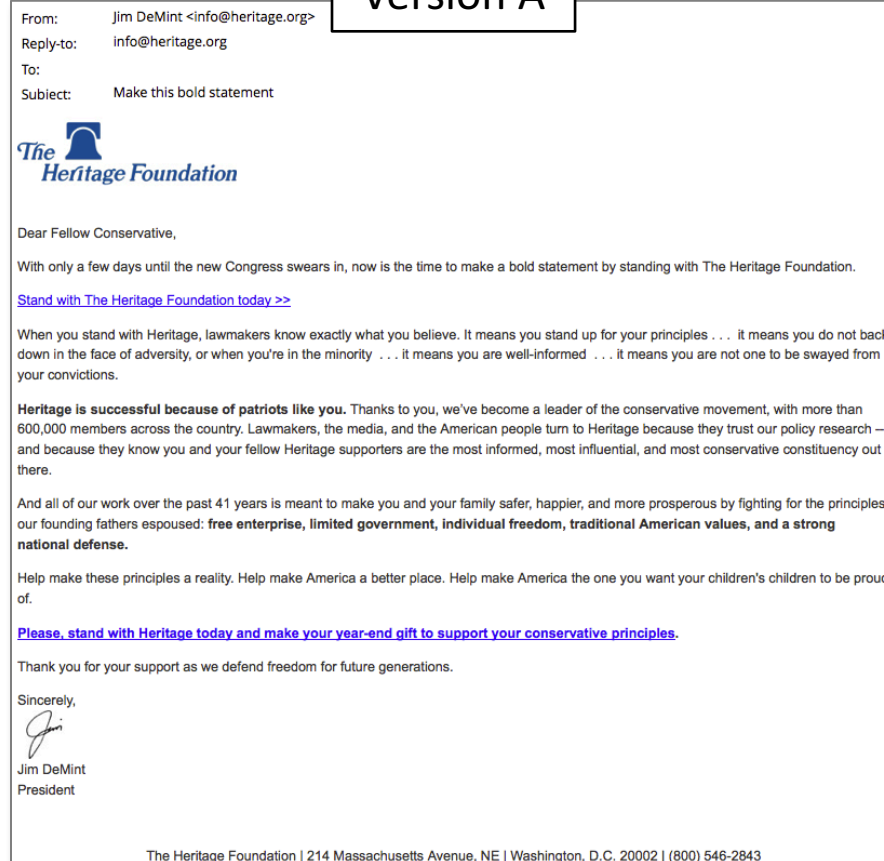 Version A
From: Jim DeMint <info@heritage.org>
Reply-to: info@heritage.org
To:
Subject: Make this bold statement
The
Heritage Foundation
Dear Fellow Conservative,
With only a few days until the new Congress swears in, now is the time to make a bold statement by standing with The Heritage Foundation.
Stand with The Heritage Foundation today >>
When you stand with Heritage, lawmakers know exactly what you believe. It means you stand up for your principles . . . it means you do not back
down in the face of adversity, or when you're in the minority . . . it means you are well-informed . . . it means you are not one to be swayed from
your convictions.
Heritage is successful because of patriots like you. Thanks to you, we've become a leader of the conservative movement, with more than
600,000 members across the country. Lawmakers, the media, and the American people turn to Heritage because they trust our policy research —
and because they know you and your fellow Heritage supporters are the most informed, most influential, and most conservative constituency out
there.
And all of our work over the past 41 years is meant to make you and your family safer, happier, and more prosperous by fighting for the principles
our founding fathers espoused: free enterprise, limited government, individual freedom, traditional American values, and a strong
national defense.
Help make these principles a reality. Help make America a better place. Help make America the one you want your children's children to be proud
of.
Please, stand with Heritage today and make your year-end gift to support your conservative principles.
Thank you for your support as we defend freedom for future generations.
Sincerely,
Jim
Jim DeMint
President
The Heritage Foundation | 214 Massachusetts Avenue, NE | Washington, D.C. 20002 | (800) 546-2843